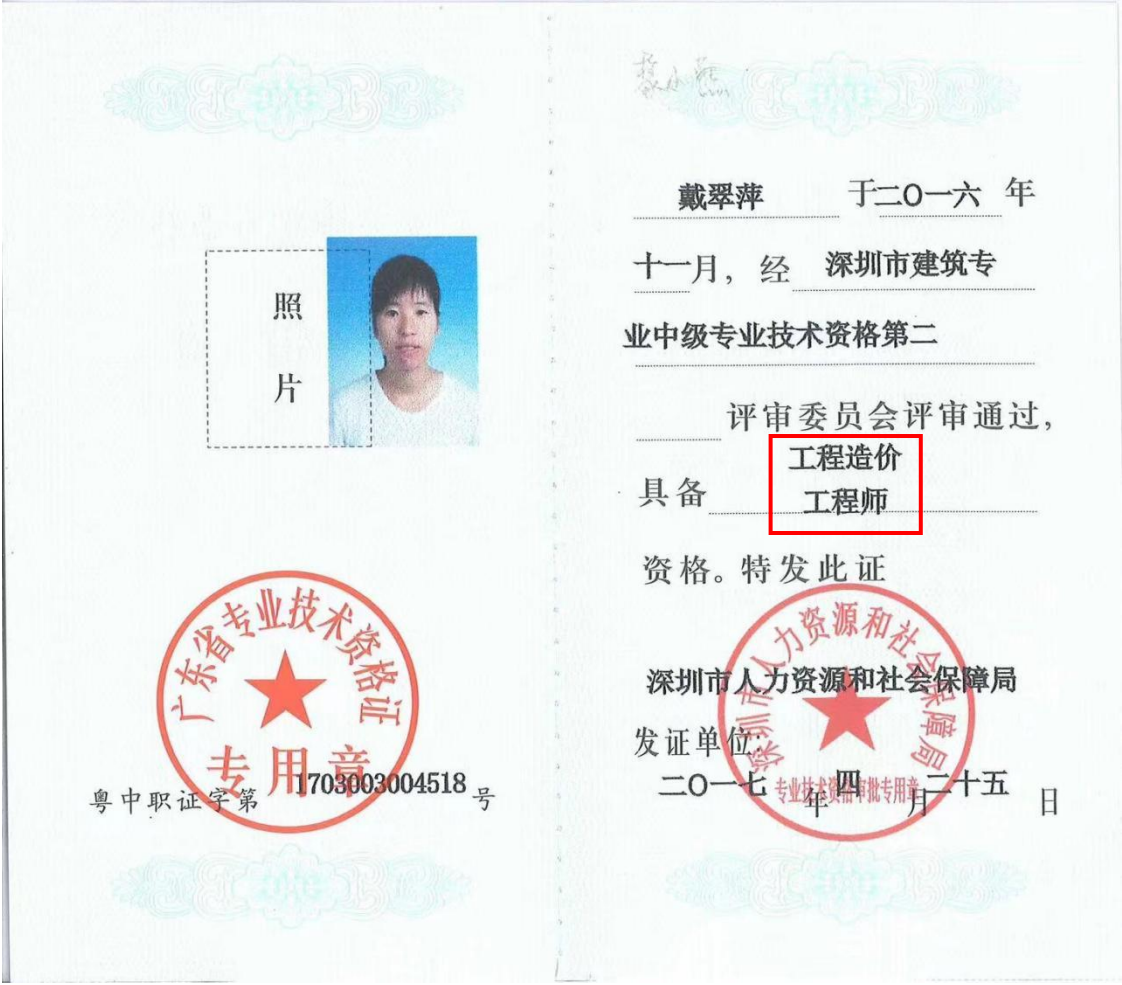 照
片
广东省专业技术资格证
专用章
粤中职证字第 1703003004518 号
戴翠萍 于二〇一六 年
十一月，经 深圳市建筑专
业中级专业技术资格第二
评审委员会评审通过，
工程造价
具备 工程师
资格。特发此证
深圳市人力资源和社会保障局
深圳市人力资源和社会保障局
发证单位：
二〇一七 年 四 月 二十五 日
专业技术资格审批专用章